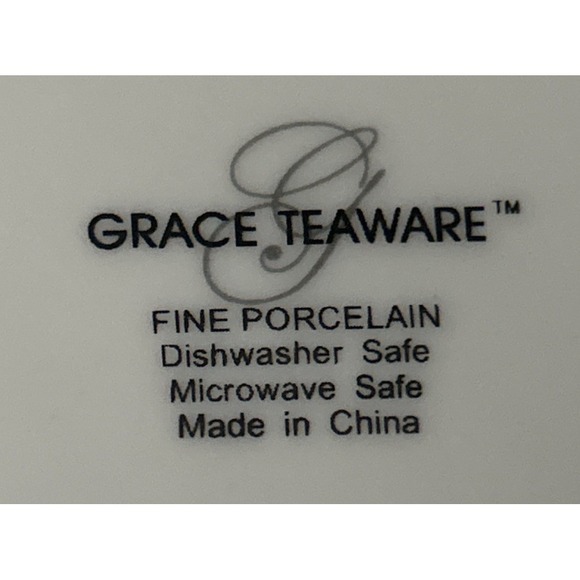 G
GRACE TEAWARE™
FINE PORCELAIN
Dishwasher Safe
Microwave Safe
Made in China